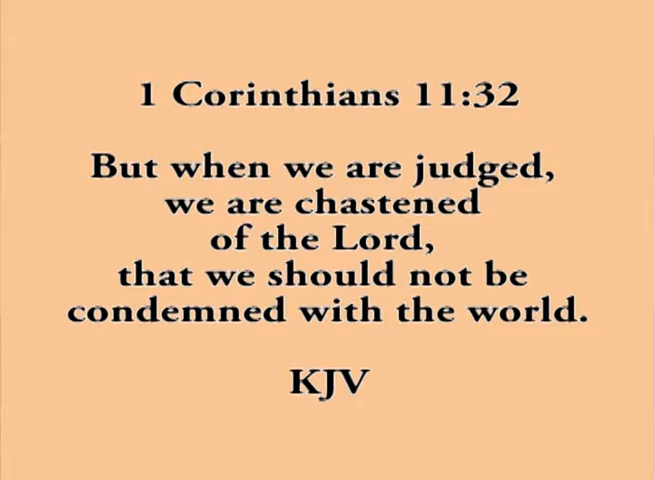 1 Corinthians 11:32
But when we are judged,
we are chastened
of the Lord,
that we should not be
condemned with the world.
KJV